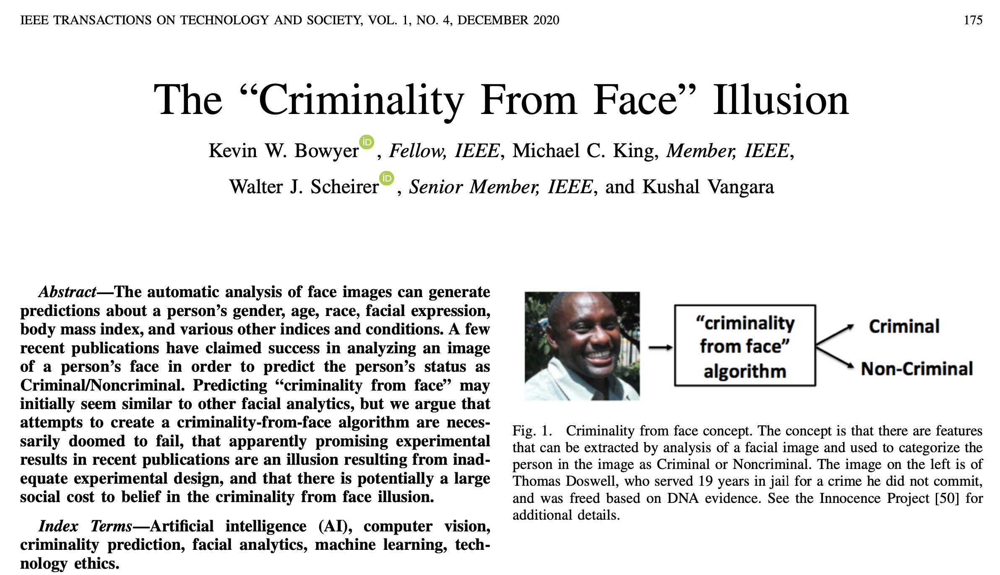 IEEE TRANSACTIONS ON TECHNOLOGY AND SOCIETY, VOL. 1, NO. 4, DECEMBER 2020
175
The “Criminality From Face” Illusion
Kevin W. Bowyer iD, Fellow, IEEE, Michael C. King, Member, IEEE,
Walter J. Scheirer iD, Senior Member, IEEE, and Kushal Vangara
Abstract—The automatic analysis of face images can generate
predictions about a person’s gender, age, race, facial expression,
body mass index, and various other indices and conditions. A few
recent publications have claimed success in analyzing an image
of a person’s face in order to predict the person’s status as
Criminal/Noncriminal. Predicting “criminality from face” may
initially seem similar to other facial analytics, but we argue that
attempts to create a criminality-from-face algorithm are neces-
sarily doomed to fail, that apparently promising experimental
results in recent publications are an illusion resulting from inad-
equate experimental design, and that there is potentially a large
social cost to belief in the criminality from face illusion.
Index Terms—Artificial intelligence (AI), computer vision,
criminality prediction, facial analytics, machine learning, tech-
nology ethics.
“criminality
from face”
algorithm
Criminal
Non-Criminal
Fig. 1. Criminality from face concept. The concept is that there are features
that can be extracted by analysis of a facial image and used to categorize the
person in the image as Criminal or Noncriminal. The image on the left is of
Thomas Doswell, who served 19 years in jail for a crime he did not commit,
and was freed based on DNA evidence. See the Innocence Project [50] for
additional details.